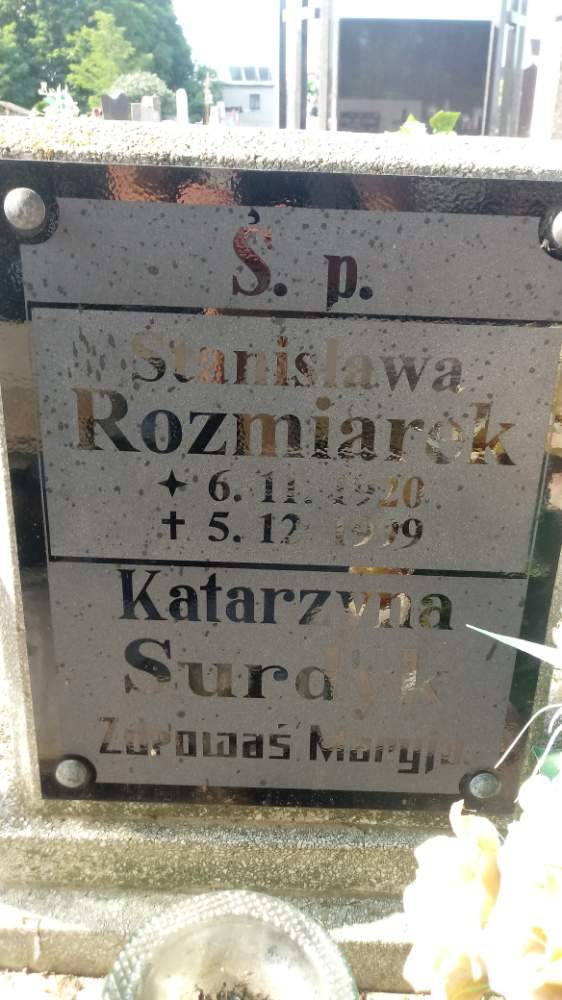 Ś. p.
Stanisława
Rozmiarek
✦ 6. 11. 1920
✝ 5. 12. 1999
Katarzyna
Surdyk
Zdrowaś Maryjo